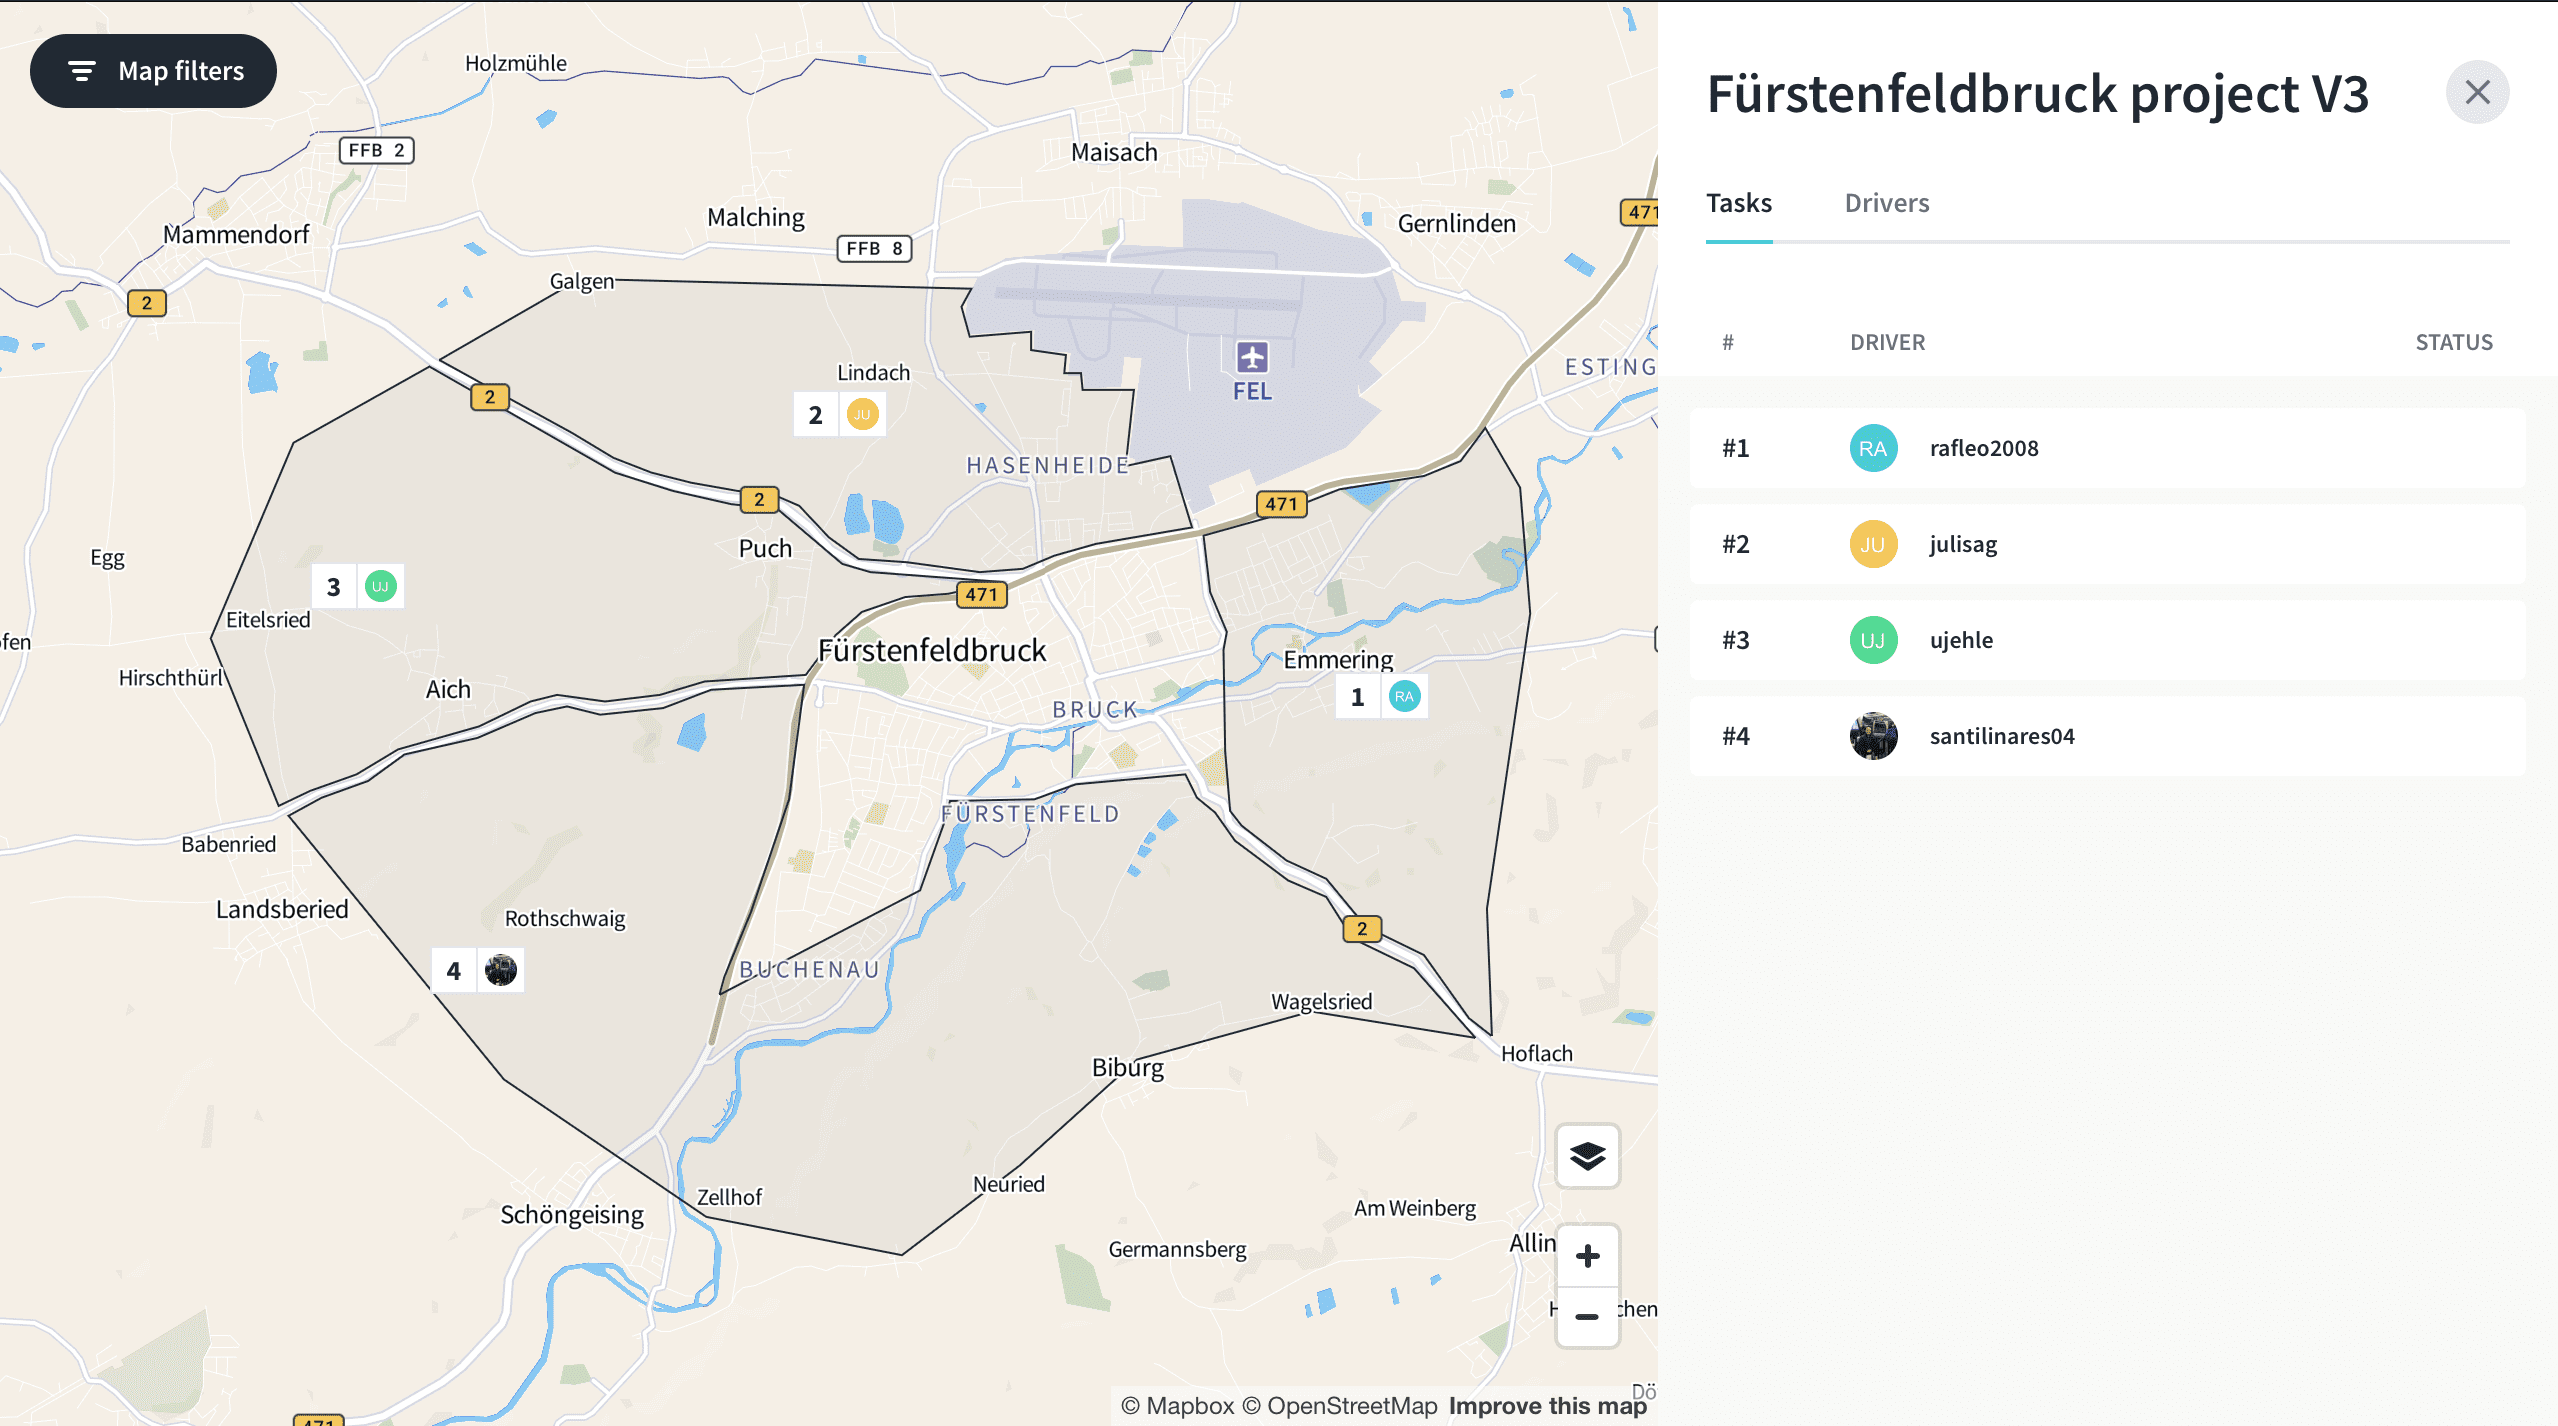 Map filters
Holzmühle
FFB 2
Maisach
Mammendorf
Malching
FFB 8
Gernlinden
471
2
Galgen
ESTING
FEL
Lindach
2
2 JU
HASENHEIDE
2
471
Puch
Egg
3 UJ
471
Eitelsried
Fürstenfeldbruck
Emmering
Hirschthürl
Aich
1 RA
BRUCK
FÜRSTENFELD
Babenried
Landsberied
Rothschwaig
2
4
BUCHENAU
Wagelsried
Hoflach
Biburg
Neuried
Zellhof
Schöngeising
Am Weinberg
Germannsberg
Allin
chen
471
© Mapbox © OpenStreetMap Improve this map
Fürstenfeldbruck project V3
Tasks Drivers
# DRIVER STATUS
#1 RA rafleo2008
#2 JU julisag
#3 UJ ujehle
#4 santilinares04